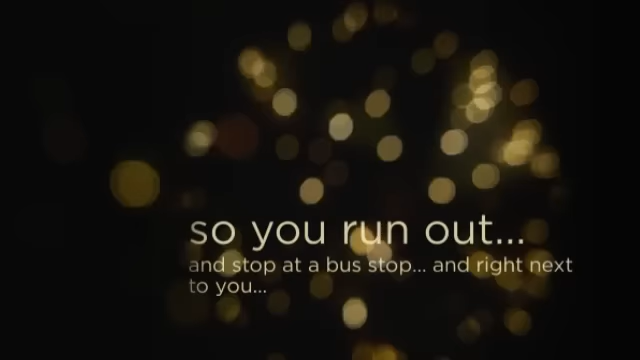 so you run out...
and stop at a bus stop... and right next
to you...